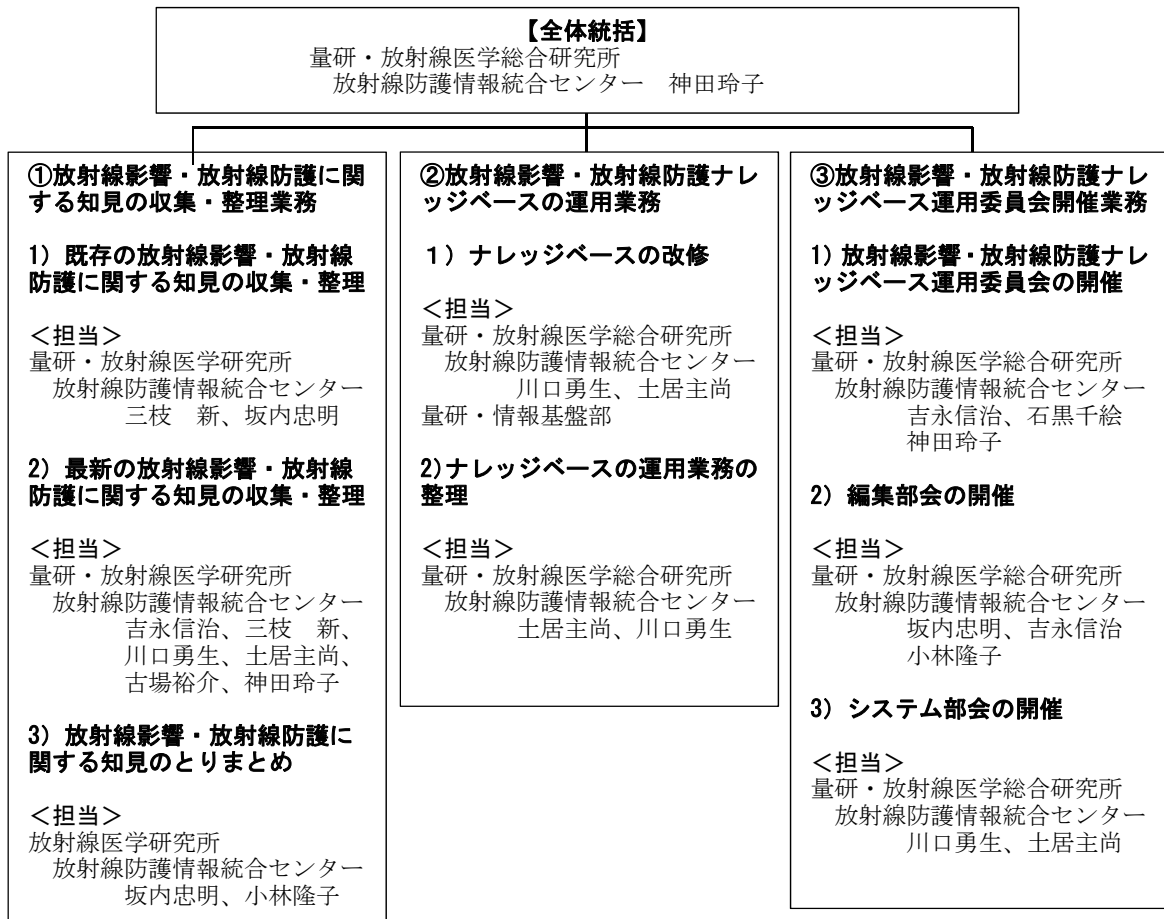 【全体統括】
量研・放射線医学総合研究所
放射線防護情報統合センター　神田玲子
①放射線影響・放射線防護に関
する知見の収集・整理業務
1) 既存の放射線影響・放射線
防護に関する知見の収集・整理
＜担当＞
量研・放射線医学研究所
放射線防護情報統合センター
三枝　新、坂内忠明
2) 最新の放射線影響・放射線
防護に関する知見の収集・整理
＜担当＞
量研・放射線医学研究所
放射線防護情報統合センター
吉永信治、三枝　新、
川口勇生、土居主尚、
古場裕介、神田玲子
3) 放射線影響・放射線防護に
関する知見のとりまとめ
＜担当＞
放射線医学研究所
放射線防護情報統合センター
坂内忠明、小林隆子
②放射線影響・放射線防護ナレ
ッジベースの運用業務
１）ナレッジベースの改修
＜担当＞
量研・放射線医学総合研究所
放射線防護情報統合センター
川口勇生、土居主尚
量研・情報基盤部
2)ナレッジベースの運用業務の
整理
＜担当＞
量研・放射線医学総合研究所
放射線防護情報統合センター
土居主尚、川口勇生
③放射線影響・放射線防護ナレ
ッジベース運用委員会開催業務
1) 放射線影響・放射線防護ナレ
ッジベース運用委員会の開催
＜担当＞
量研・放射線医学総合研究所
放射線防護情報統合センター
吉永信治、石黒千絵
神田玲子
2) 編集部会の開催
＜担当＞
量研・放射線医学総合研究所
放射線防護情報統合センター
坂内忠明、吉永信治
小林隆子
3) システム部会の開催
＜担当＞
量研・放射線医学総合研究所
放射線防護情報統合センター
川口勇生、土居主尚